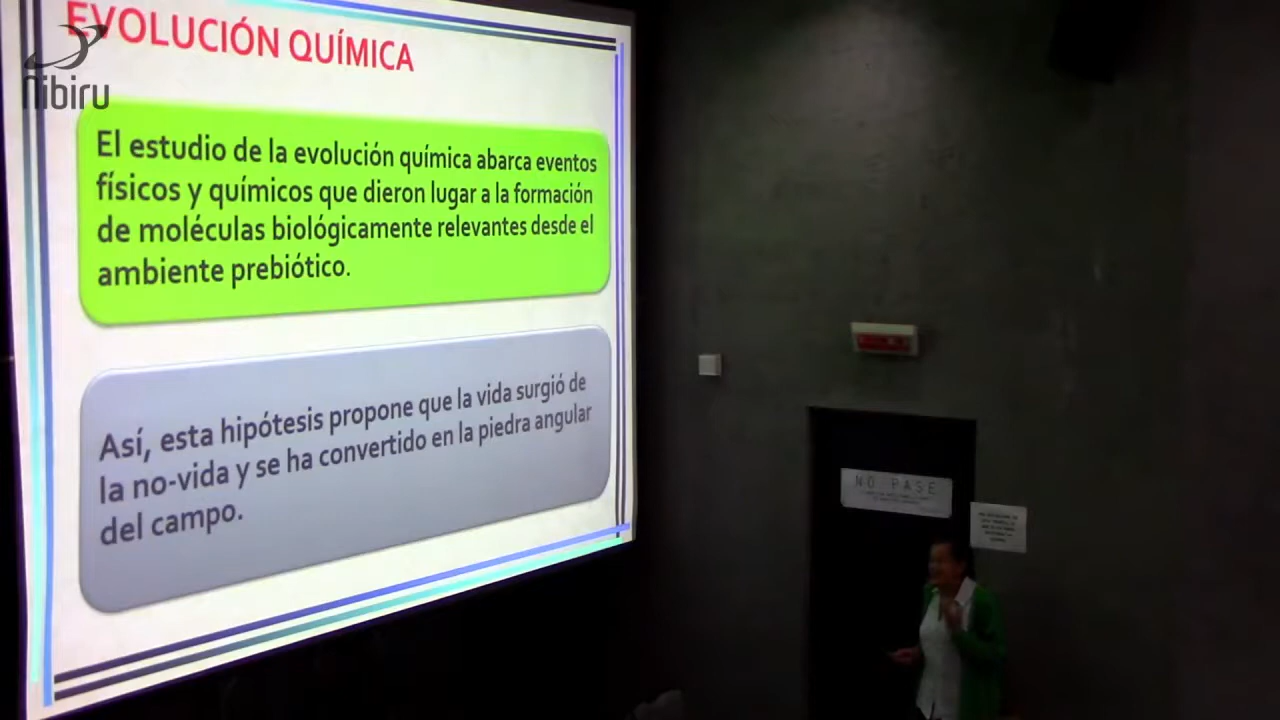 EVOLUCIÓN QUÍMICA
nibiru
El estudio de la evolución química abarca eventos
físicos y químicos que dieron lugar a la formación
de moléculas biológicamente relevantes desde el
ambiente prebiótico.
Así, esta hipótesis propone que la vida surgió de
la no-vida y se ha convertido en la piedra angular
del campo.
NO PASE